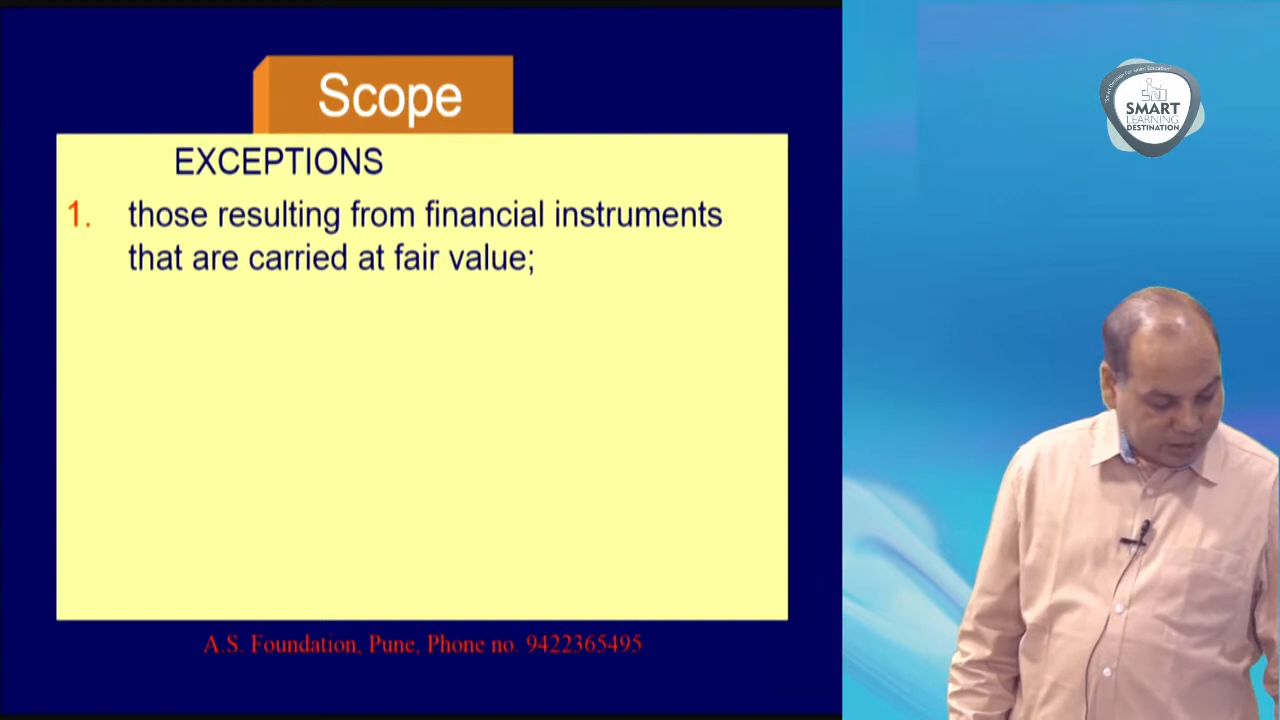 Scope
EXCEPTIONS
1. those resulting from financial instruments
that are carried at fair value;
A.S. Foundation, Pune, Phone no. 9422365495
SMART
LEARNING
DESTINATION